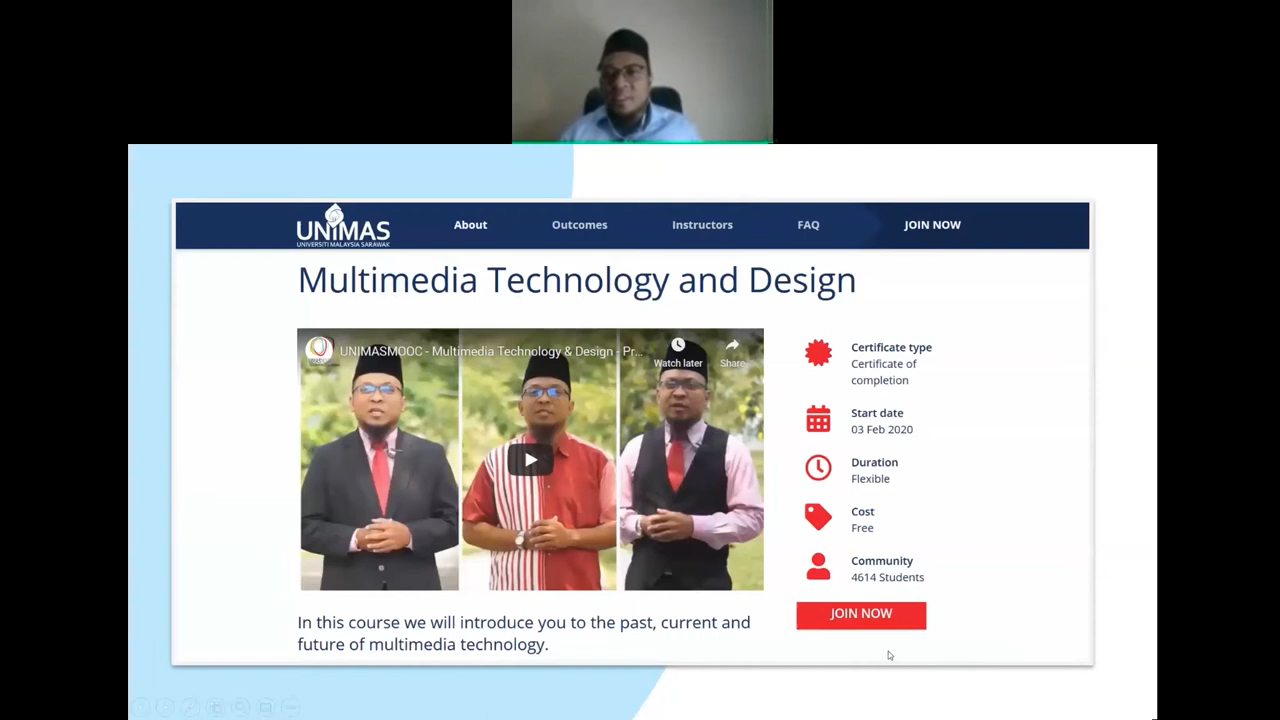 UNIMAS
UNIVERSITI MALAYSIA SARAWAK
About
Outcomes
Instructors
FAQ
JOIN NOW
Multimedia Technology and Design
UNIMASMOOC - Multimedia Technology & Design - Pr...
Watch later
Share
Certificate type
Certificate of
completion
Start date
03 Feb 2020
Duration
Flexible
Cost
Free
Community
4614 Students
JOIN NOW
In this course we will introduce you to the past, current and
future of multimedia technology.